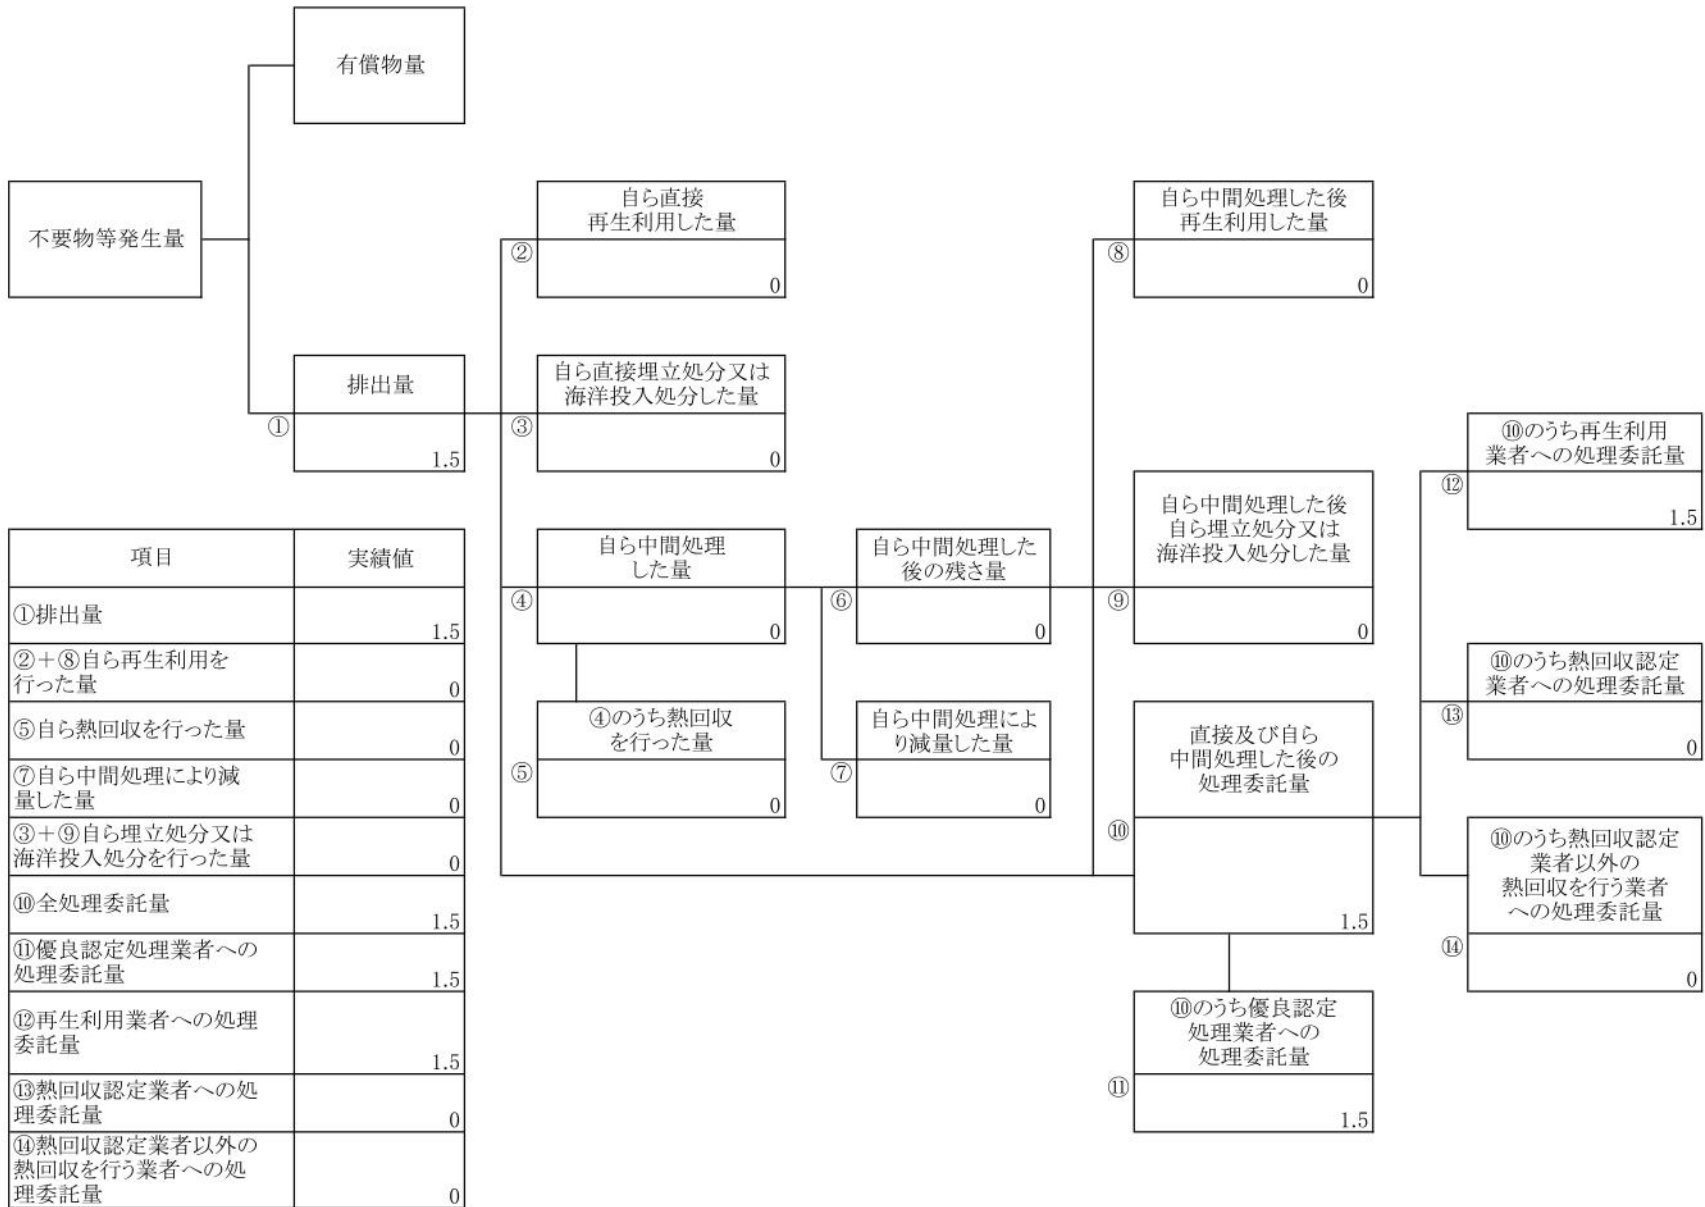 有償物量
不要物等発生量
自ら直接
再生利用した量
②
0
自ら中間処理した後
再生利用した量
⑧
0
排出量
①
1.5
自ら直接埋立処分又は
海洋投入処分した量
③
0
⑩のうち再生利用
業者への処理委託量
⑫
1.5
自ら中間処理
した量
④
0
自ら中間処理した
後の残さ量
⑥
0
自ら中間処理した後
自ら埋立処分又は
海洋投入処分した量
⑨
0
④のうち熱回収
を行った量
⑤
0
自ら中間処理によ
り減量した量
⑦
0
直接及び自ら
中間処理した後の
処理委託量
⑩
1.5
⑩のうち熱回収認定
業者への処理委託量
⑬
0
⑩のうち熱回収認定
業者以外の
熱回収を行う業者
への処理委託量
⑭
0
⑩のうち優良認定
処理業者への
処理委託量
⑪
1.5
項目 実績値
①排出量
1.5
②+⑧自ら再生利用を
行った量
0
⑤自ら熱回収を行った量
0
⑦自ら中間処理により減
量した量
0
③+⑨自ら埋立処分又は
海洋投入処分を行った量
0
⑩全処理委託量
1.5
⑪優良認定処理業者への
処理委託量
1.5
⑫再生利用業者への処理
委託量
1.5
⑬熱回収認定業者への処
理委託量
0
⑭熱回収認定業者以外の
熱回収を行う業者への処
理委託量
0